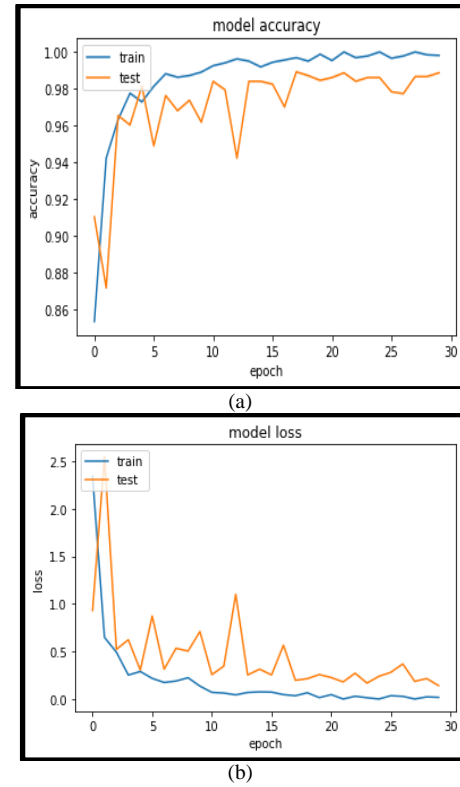 model accuracy
train
test
1.00
0.98
0.96
0.94
0.92
0.90
0.88
0.86
accuracy
0 5 10 15 20 25 30
epoch
(a)
model loss
train
test
2.5
2.0
1.5
1.0
0.5
0.0
loss
0 5 10 15 20 25 30
epoch
(b)